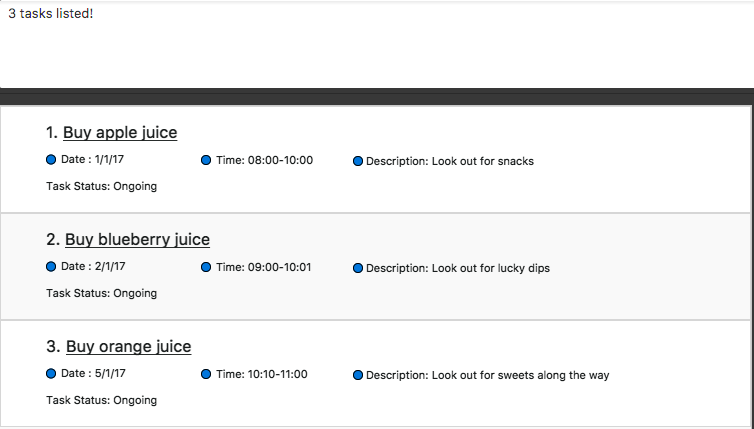 3 tasks listed!
1. Buy apple juice
Date : 1/1/17 Time: 08:00-10:00 Description: Look out for snacks
Task Status: Ongoing
2. Buy blueberry juice
Date : 2/1/17 Time: 09:00-10:01 Description: Look out for lucky dips
Task Status: Ongoing
3. Buy orange juice
Date : 5/1/17 Time: 10:10-11:00 Description: Look out for sweets along the way
Task Status: Ongoing